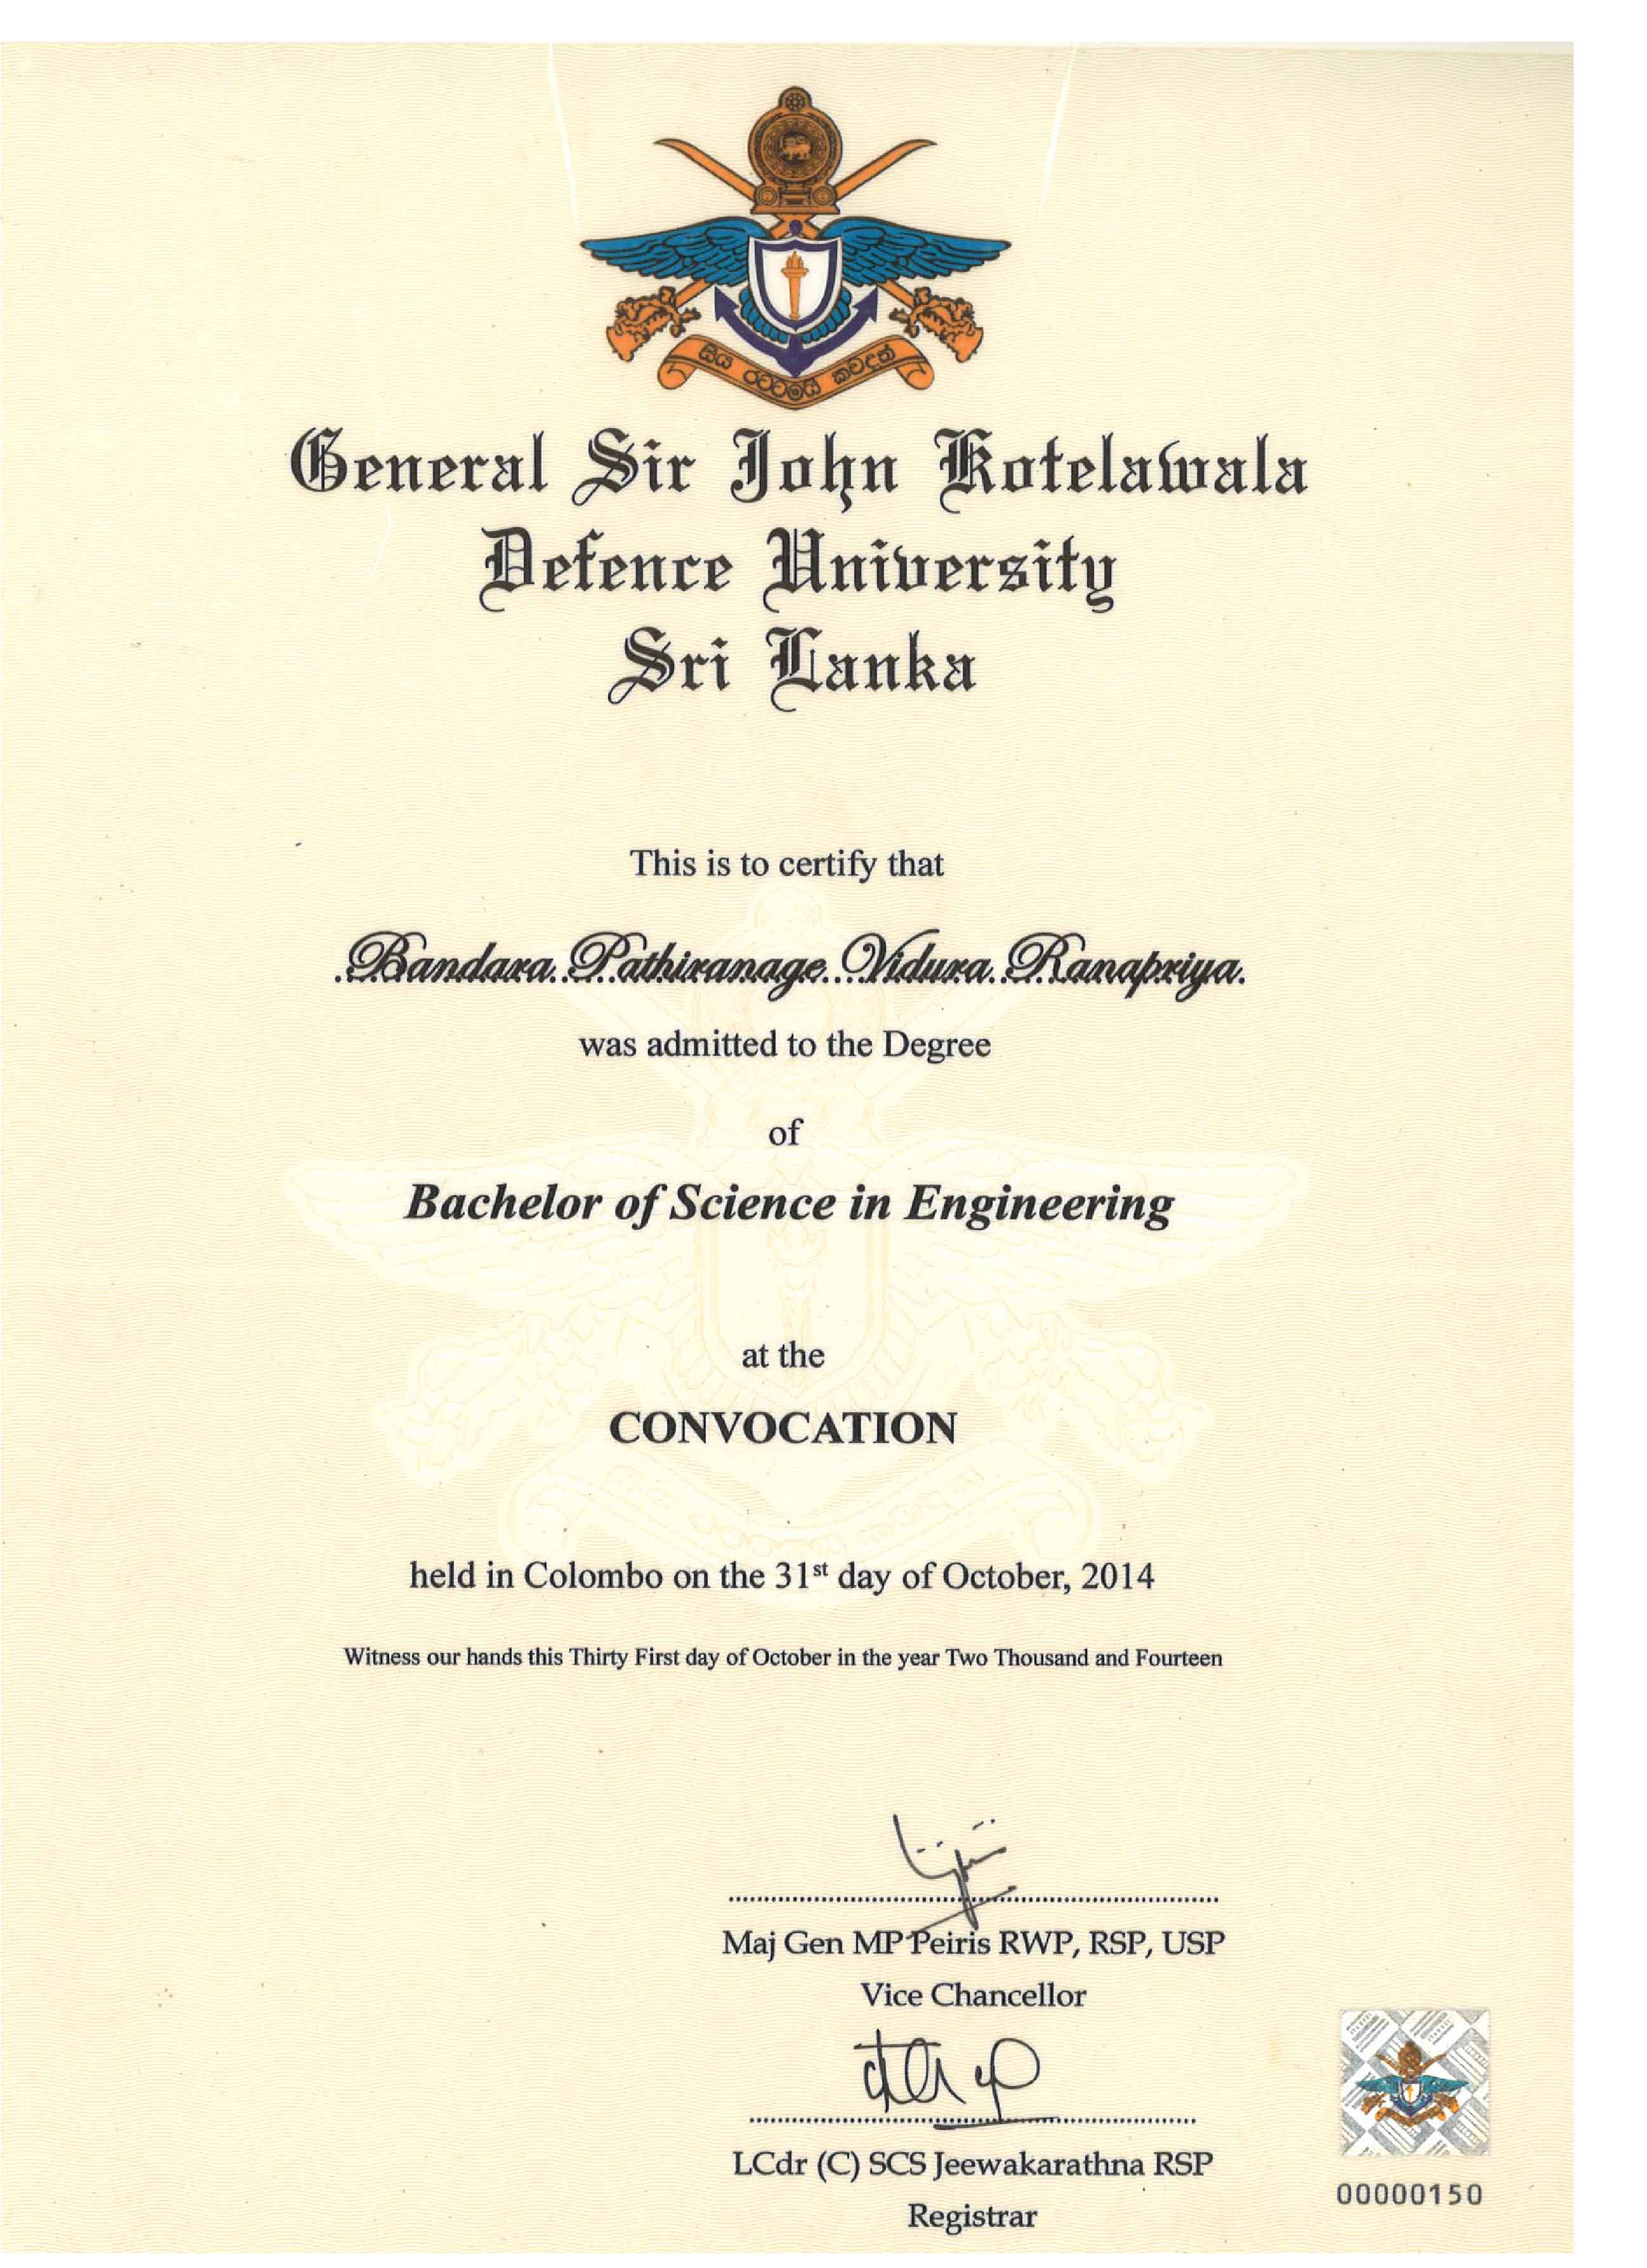 සිය රටටමයි කවදත්
General Sir John Kotelawala
Defence University
Sri Lanka
This is to certify that
Bandara Pathiranage Vidura Ranapriya
was admitted to the Degree
of
Bachelor of Science in Engineering
at the
CONVOCATION
held in Colombo on the 31st day of October, 2014
Witness our hands this Thirty First day of October in the year Two Thousand and Fourteen
Maj Gen MP Peiris RWP, RSP, USP
Vice Chancellor
LCdr (C) SCS Jeewakarathna RSP
Registrar
00000150